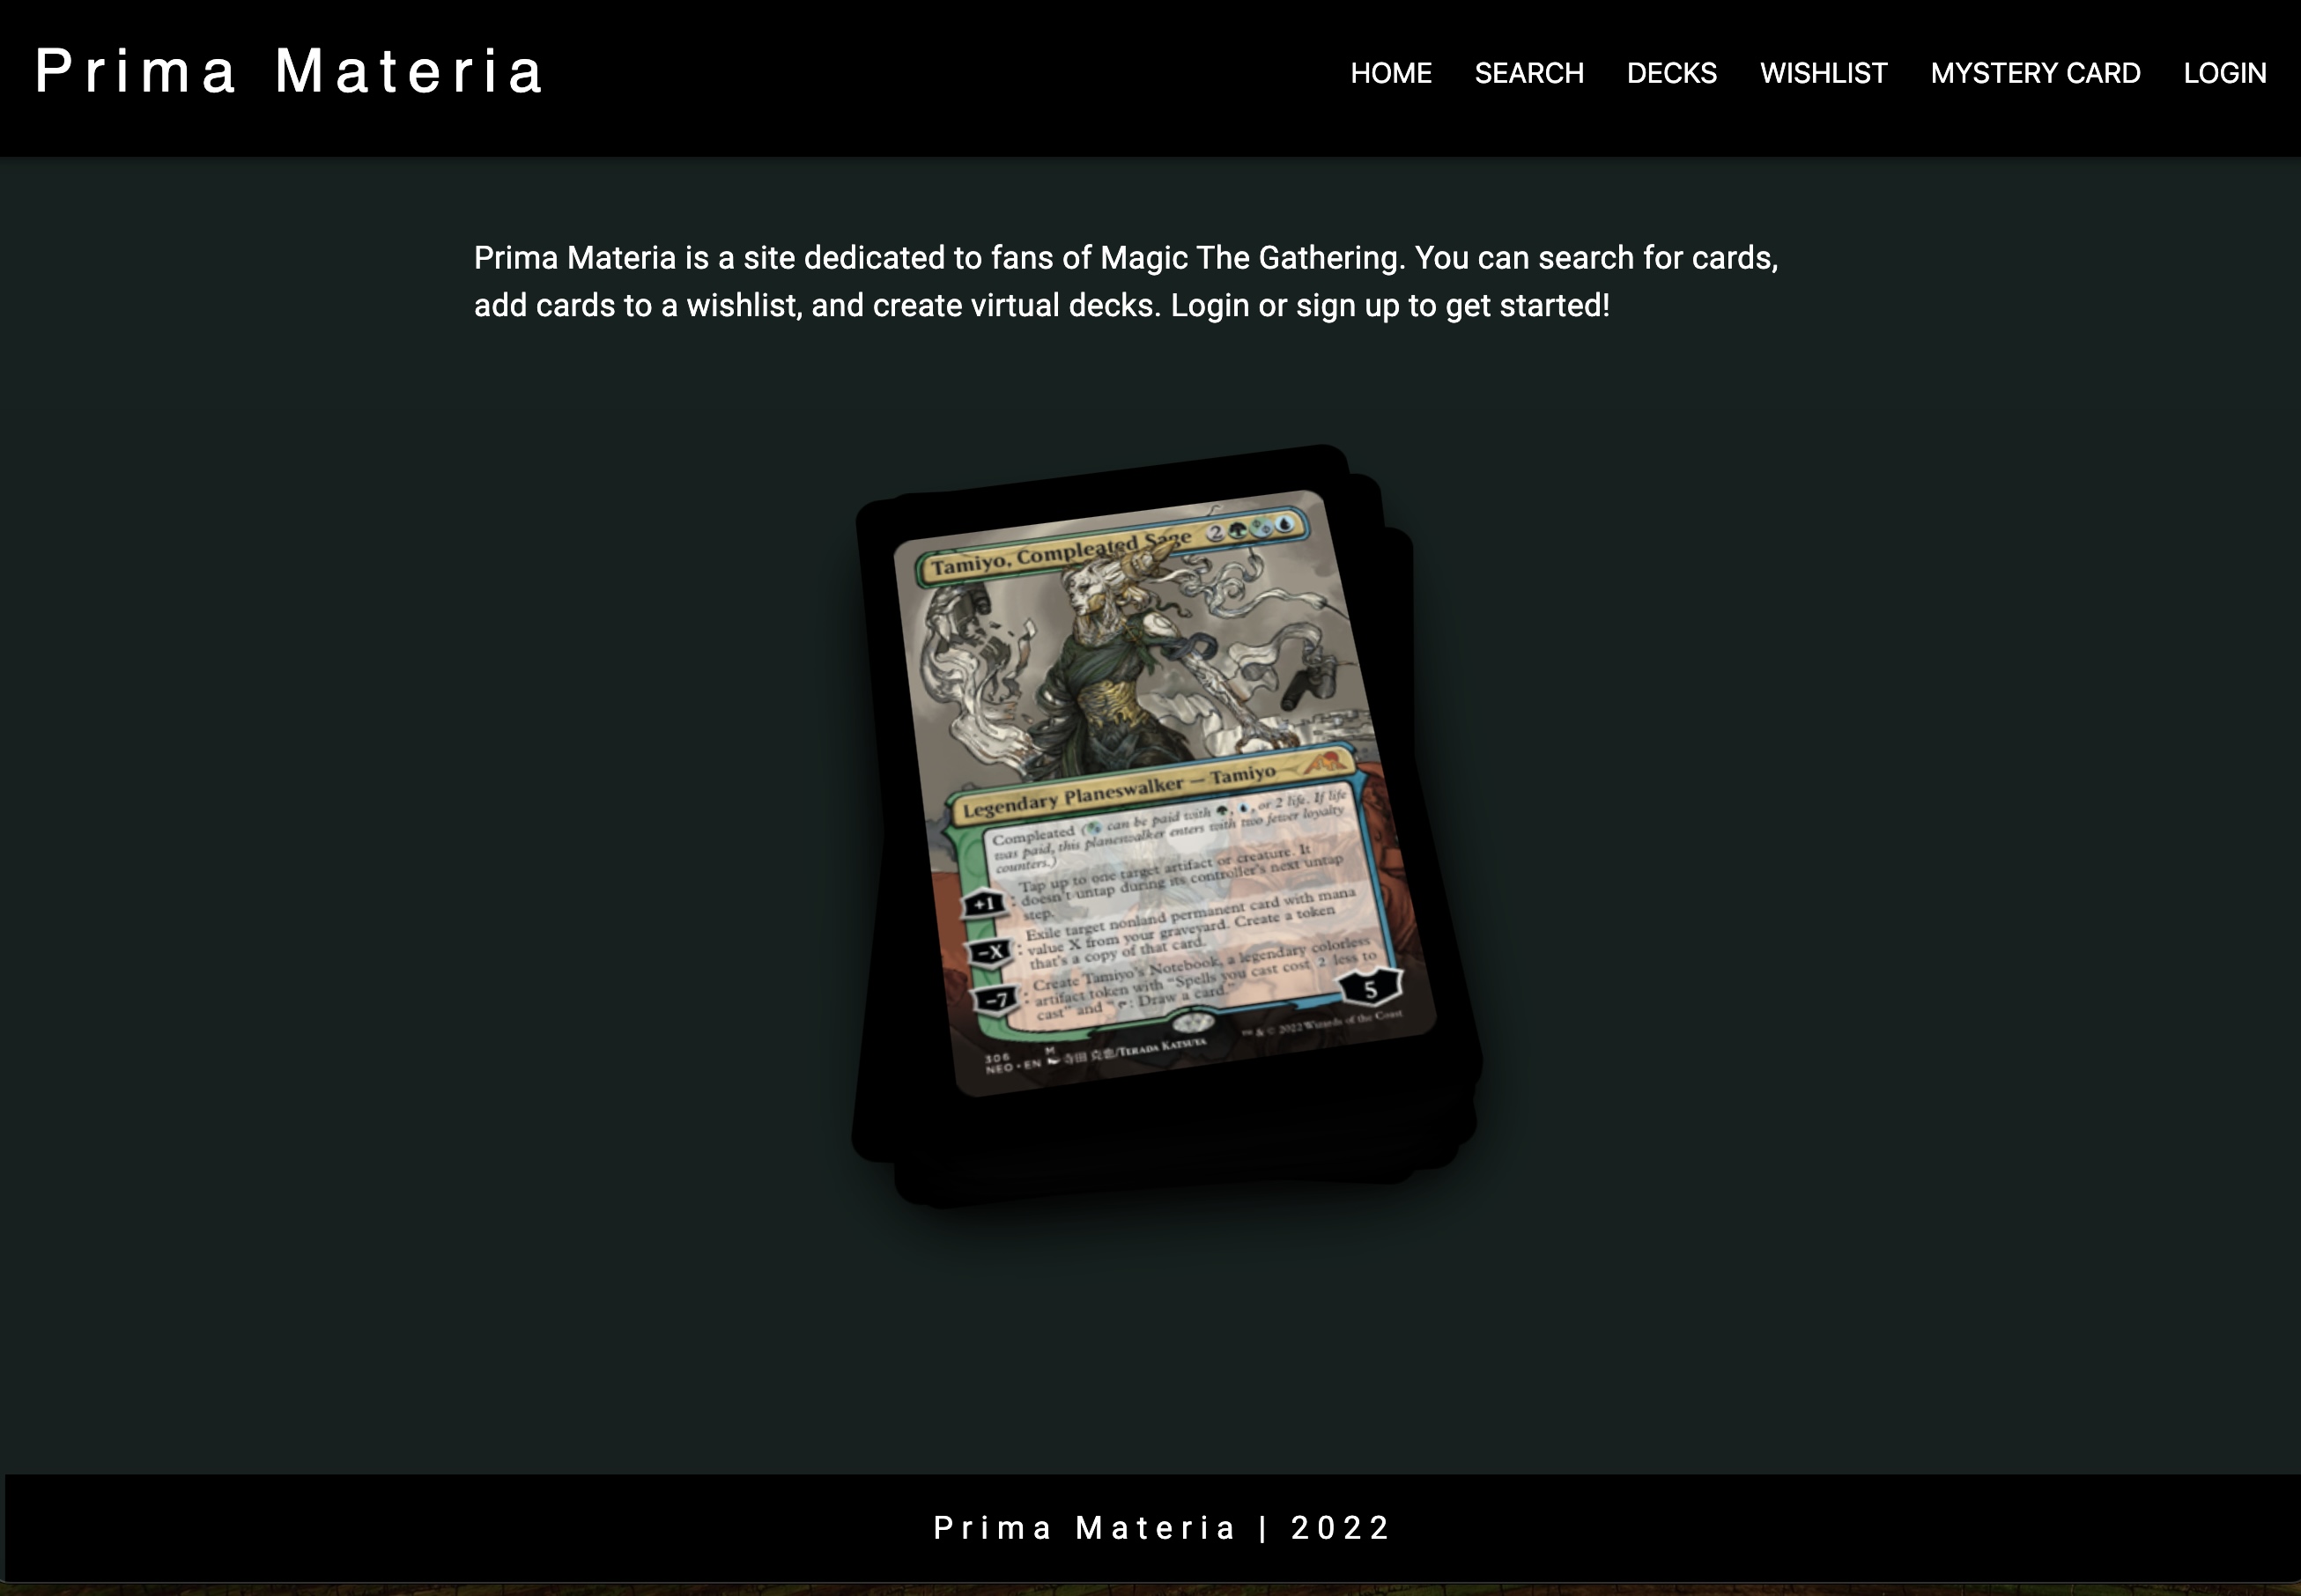 Prima Materia
HOME SEARCH DECKS WISHLIST MYSTERY CARD LOGIN
Prima Materia is a site dedicated to fans of Magic The Gathering. You can search for cards,
add cards to a wishlist, and create virtual decks. Login or sign up to get started!
Tamiyo, Compleated Sage 2
Legendary Planeswalker — Tamiyo
Compleated ( can be paid with , , or 2 life. If life
was paid, this planeswalker enters with two fewer loyalty
counters.)
+1 : Tap up to one target artifact or creature. It
doesn't untap during its controller's next untap
step.
−X : Exile target nonland permanent card with mana
value X from your graveyard. Create a token
that's a copy of that card.
−7 : Create Tamiyo's Notebook, a legendary colorless
artifact token with "Spells you cast cost 2 less to
cast" and " : Draw a card."
5
306 M
NEO • EN 寺田 克也/TERADA KATSUYA
™ & © 2022 Wizards of the Coast
Prima Materia | 2022